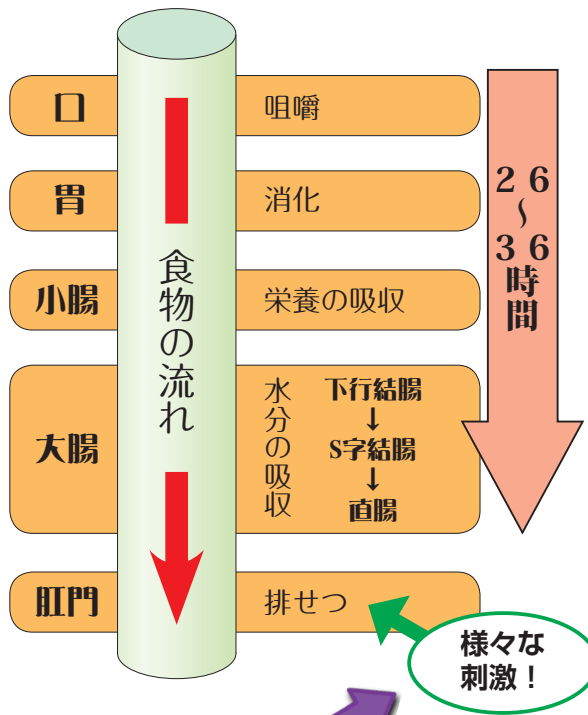 口
咀嚼
胃
消化
小腸
栄養の吸収
大腸
水分の吸収
下行結腸
↓
S字結腸
↓
直腸
肛門
排せつ
食物の流れ
26〜36時間
様々な
刺激！